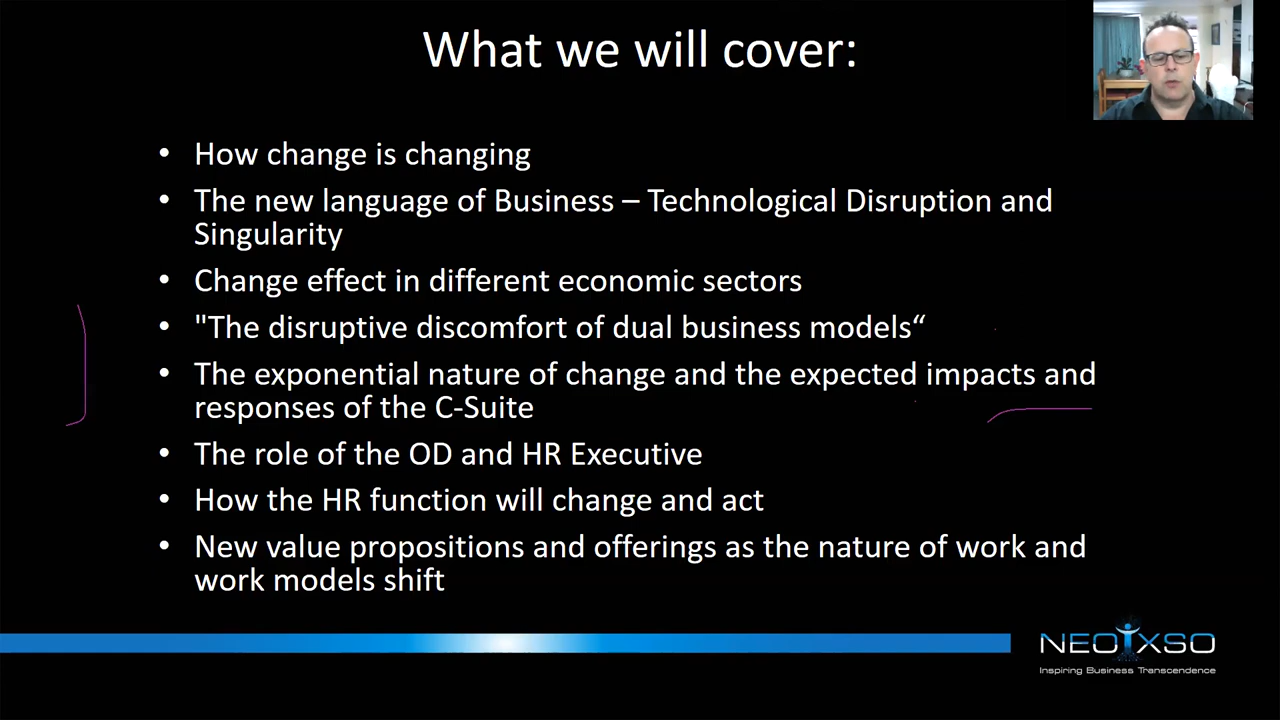 What we will cover:
• How change is changing
• The new language of Business – Technological Disruption and
Singularity
• Change effect in different economic sectors
• "The disruptive discomfort of dual business models“
• The exponential nature of change and the expected impacts and
responses of the C-Suite
• The role of the OD and HR Executive
• How the HR function will change and act
• New value propositions and offerings as the nature of work and
work models shift
NEOIXSO
Inspiring Business Transcendence